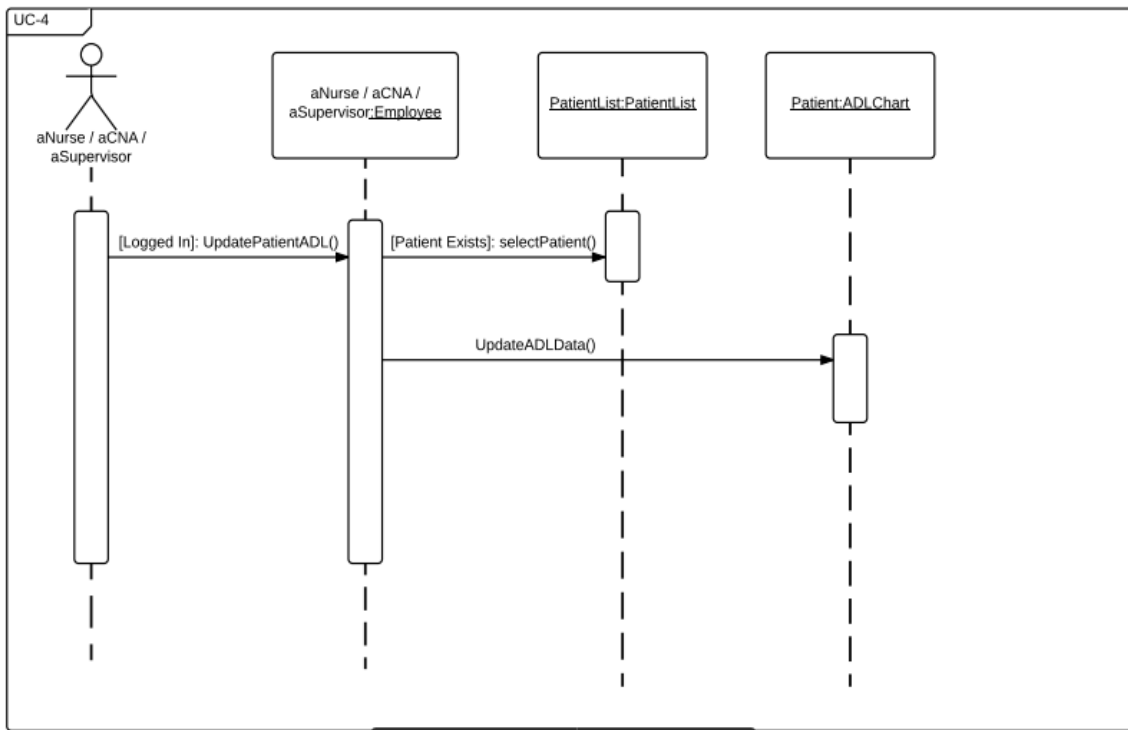 UC-4
aNurse / aCNA /
aSupervisor
aNurse / aCNA /
aSupervisor:Employee
PatientList:PatientList
Patient:ADLChart
[Logged In]: UpdatePatientADL()
[Patient Exists]: selectPatient()
UpdateADLData()